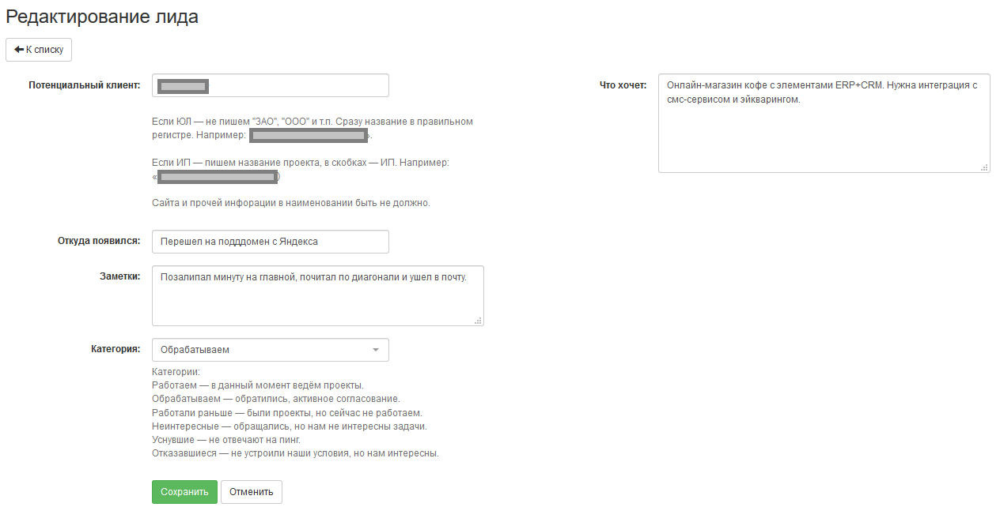 Редактирование лида
К списку
Потенциальный клиент:
Если ЮЛ — не пишем "ЗАО", "ООО" и т.п. Сразу название в правильном
регистре. Например:
Если ИП — пишем название проекта, в скобках — ИП. Например:
«
Сайта и прочей инфорации в наименовании быть не должно.
Откуда появился: Перешел на подддомен с Яндекса
Заметки: Позалипал минуту на главной, почитал по диагонали и ушел в почту.
Категория: Обрабатываем
Категории:
Работаем — в данный момент ведём проекты.
Обрабатываем — обратились, активное согласование.
Работали раньше — были проекты, но сейчас не работаем.
Неинтересные — обращались, но нам не интересны задачи.
Уснувшие — не отвечают на пинг.
Отказавшиеся — не устроили наши условия, но нам интересны.
Сохранить Отменить
Что хочет: Онлайн-магазин кофе с элементами ERP+CRM. Нужна интеграция с
смс-сервисом и эйкварингом.